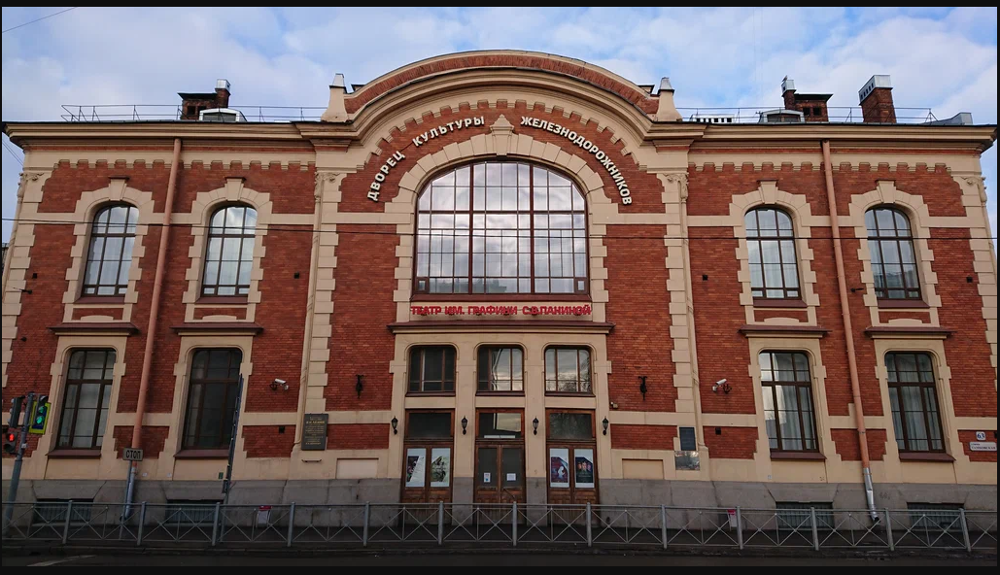 ДВОРЕЦ КУЛЬТУРЫ ЖЕЛЕЗНОДОРОЖНИКОВ
ТЕАТР ИМ. ГРАФИНИ С.В.ПАНИНОЙ
СТОП